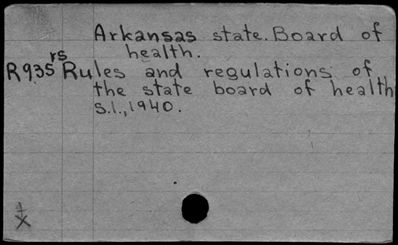 Arkansas state. Board of
health.
rs
R935 Rules and regulations of
the state board of health
s.l., 1940.
X